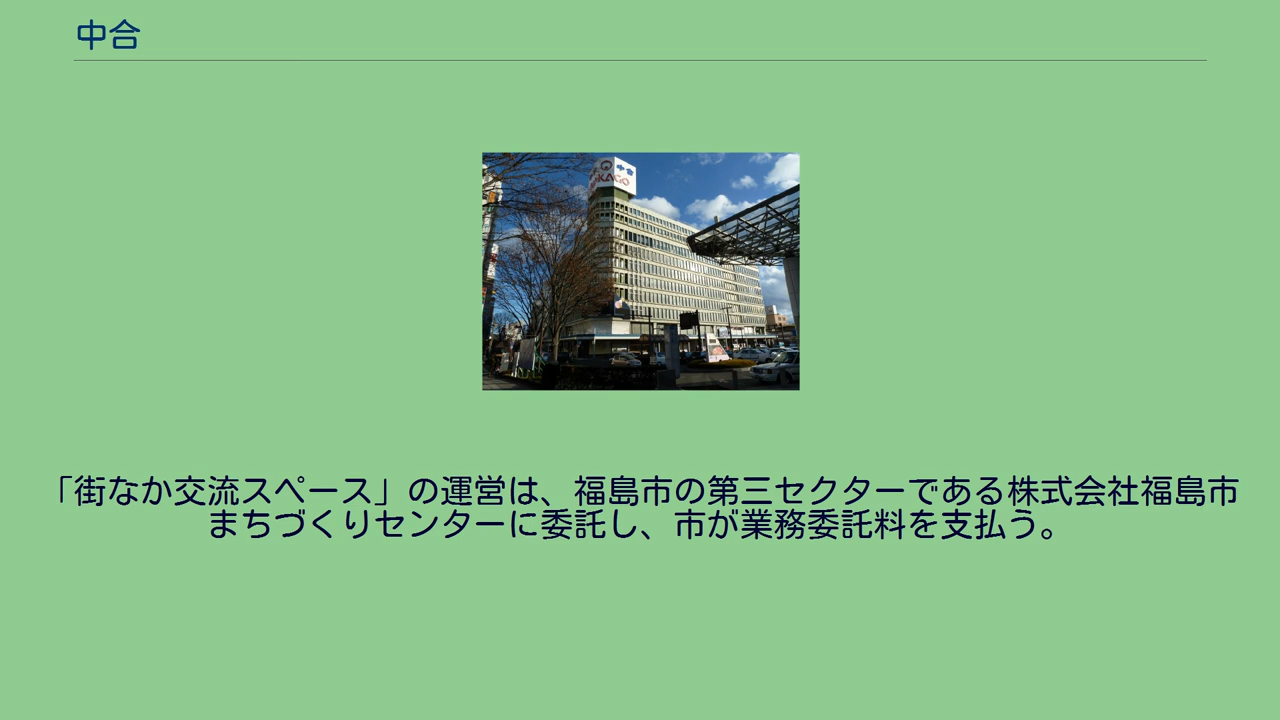 中合
中合
「街なか交流スペース」の運営は、福島市の第三セクターである株式会社福島市
まちづくりセンターに委託し、市が業務委託料を支払う。